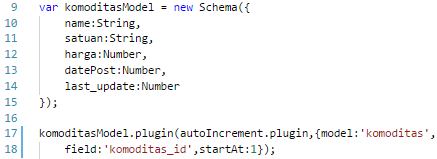 9 var komoditasModel = new Schema({
10 name:String,
11 satuan:String,
12 harga:Number,
13 datePost:Number,
14 last_update:Number
15 });
16
17 komoditasModel.plugin(autoIncrement.plugin,{model:'komoditas',
18 field:'komoditas_id',startAt:1});